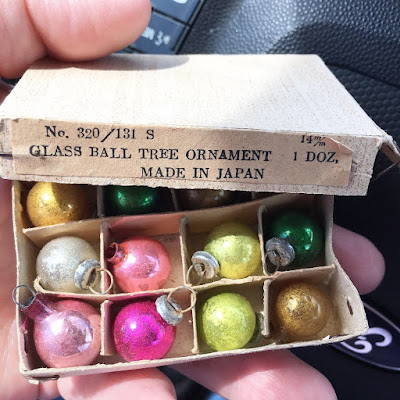 No. 320/131 S 14 m/m
GLASS BALL TREE ORNAMENT 1 DOZ,
MADE IN JAPAN